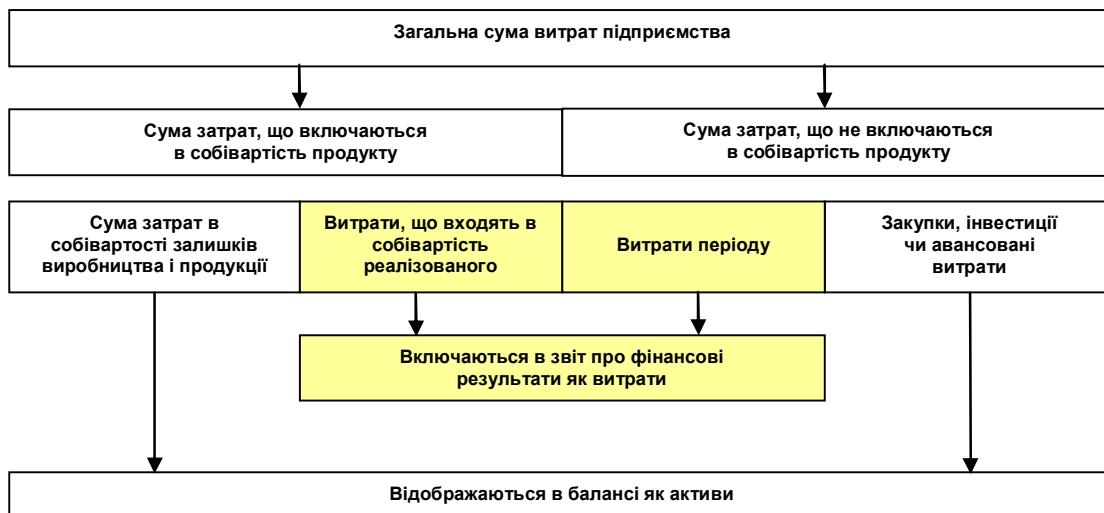 Загальна сума витрат підприємства
Сума затрат, що включаються
в собівартість продукту
Сума затрат, що не включаються
в собівартість продукту
Сума затрат в
собівартості залишків
виробництва і продукції
Витрати, що входять в
собівартість
реалізованого
Витрати періоду
Закупки, інвестиції
чи авансовані
витрати
Включаються в звіт про фінансові
результати як витрати
Відображаються в балансі як активи